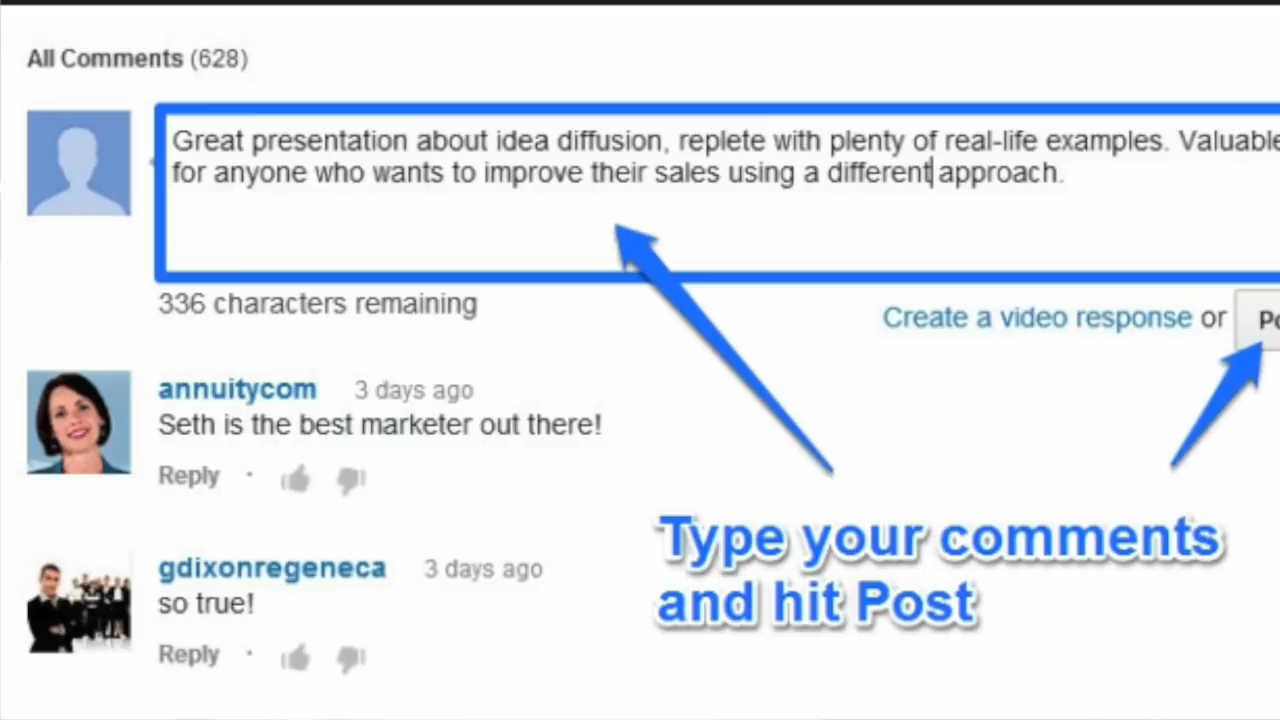 All Comments (628)
Great presentation about idea diffusion, replete with plenty of real-life examples. Valuable
for anyone who wants to improve their sales using a different approach.
336 characters remaining
Create a video response or
annuitycom 3 days ago
Seth is the best marketer out there!
Reply ·
Type your comments
and hit Post
gdixonregeneca 3 days ago
so true!
Reply ·